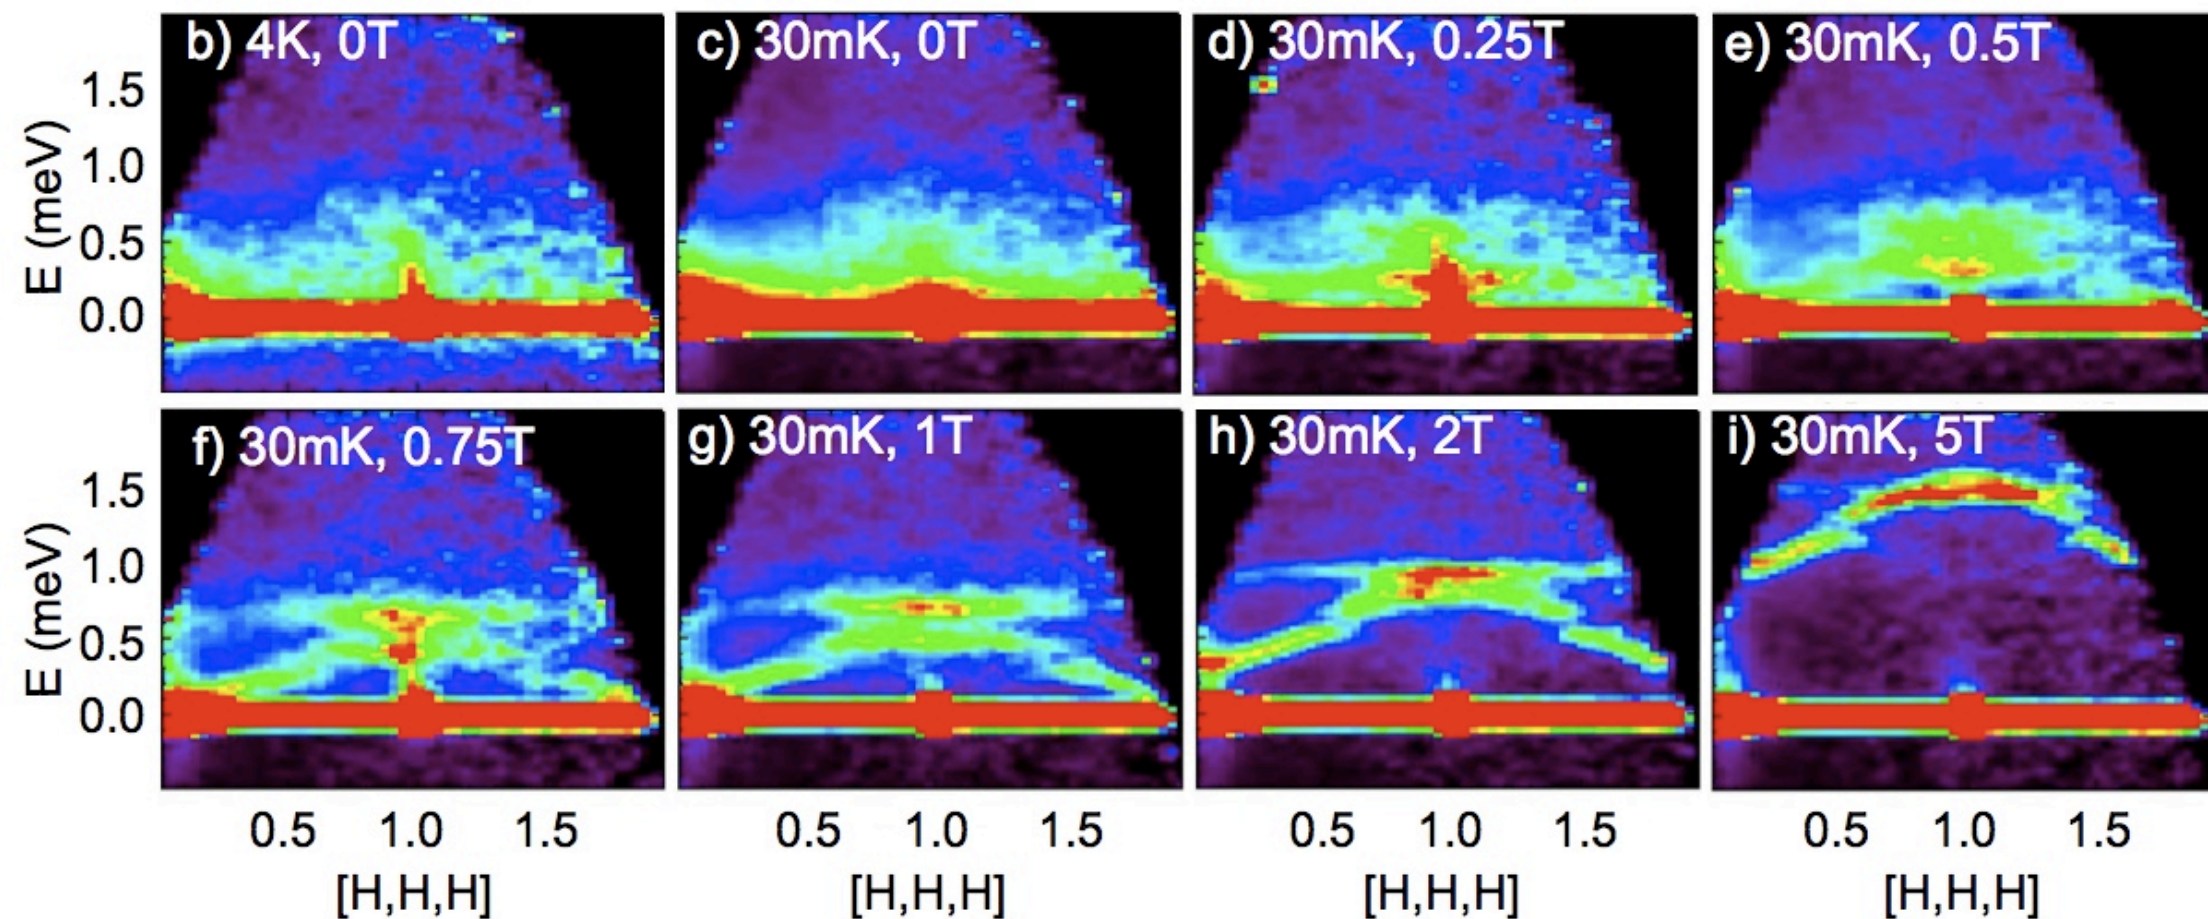 b) 4K, 0T
c) 30mK, 0T
d) 30mK, 0.25T
e) 30mK, 0.5T
1.5
1.0
0.5
0.0
E (meV)
f) 30mK, 0.75T
g) 30mK, 1T
h) 30mK, 2T
i) 30mK, 5T
1.5
1.0
0.5
0.0
E (meV)
0.5 1.0 1.5
0.5 1.0 1.5
0.5 1.0 1.5
0.5 1.0 1.5
[H,H,H]
[H,H,H]
[H,H,H]
[H,H,H]